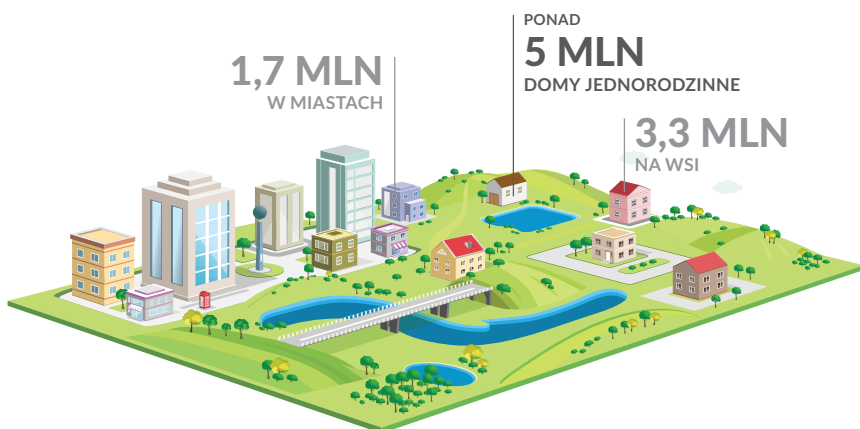 PONAD
5 MLN
DOMY JEDNORODZINNE
1,7 MLN
W MIASTACH
3,3 MLN
NA WSI